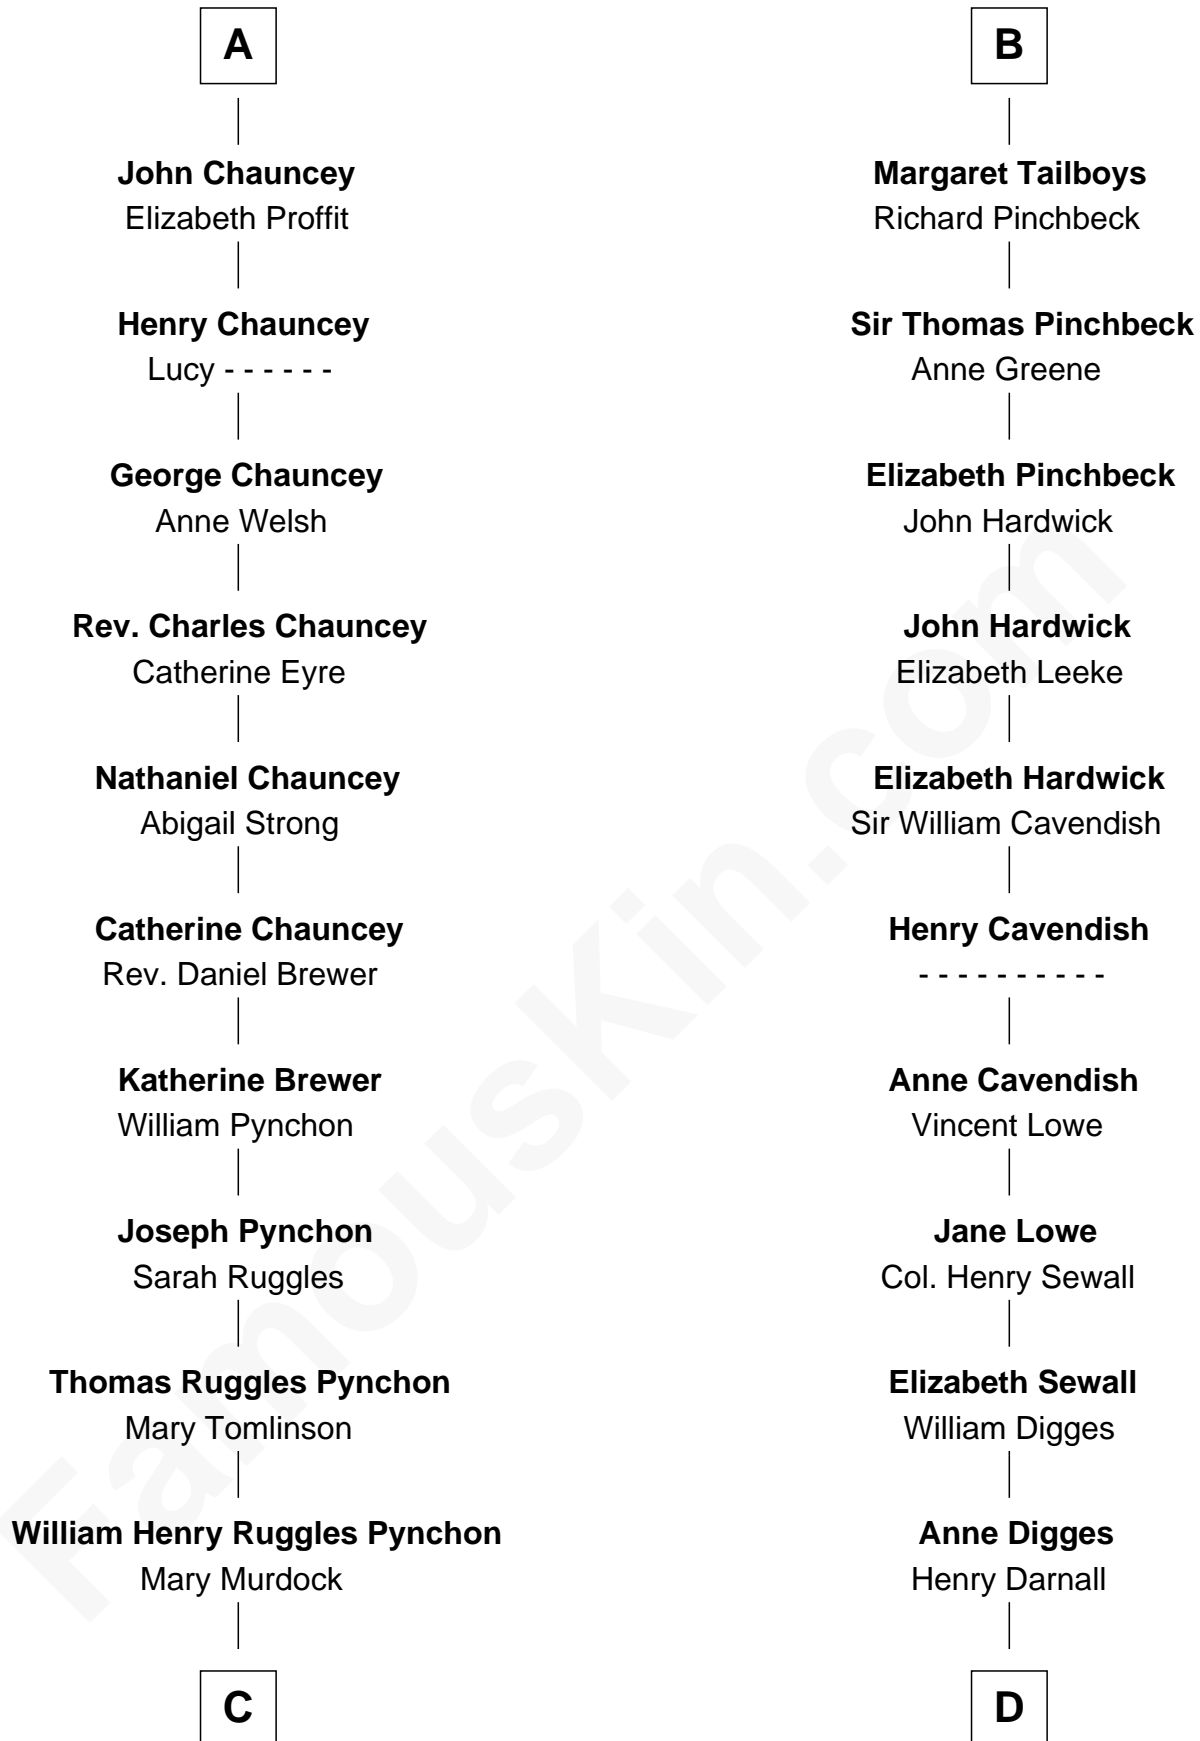 A
John Chauncey
Elizabeth Proffit
Henry Chauncey
Lucy - - - - - -
George Chauncey
Anne Welsh
Rev. Charles Chauncey
Catherine Eyre
Nathaniel Chauncey
Abigail Strong
Catherine Chauncey
Rev. Daniel Brewer
Katherine Brewer
William Pynchon
Joseph Pynchon
Sarah Ruggles
Thomas Ruggles Pynchon
Mary Tomlinson
William Henry Ruggles Pynchon
Mary Murdock
C
B
Margaret Tailboys
Richard Pinchbeck
Sir Thomas Pinchbeck
Anne Greene
Elizabeth Pinchbeck
John Hardwick
John Hardwick
Elizabeth Leeke
Elizabeth Hardwick
Sir William Cavendish
Henry Cavendish
- - - - - - - - - -
Anne Cavendish
Vincent Lowe
Jane Lowe
Col. Henry Sewall
Elizabeth Sewall
William Digges
Anne Digges
Henry Darnall
D
FamousKin.com